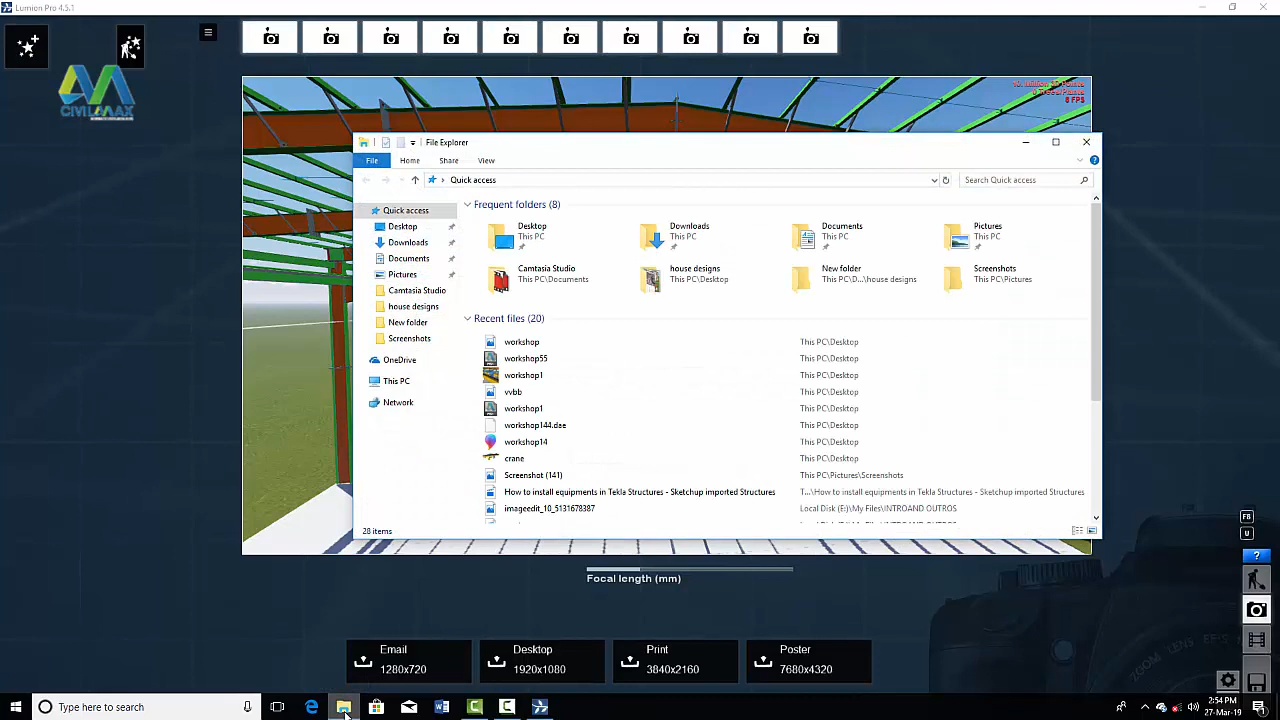 Lumion Pro 4.5.1
CIVILMAX
File Explorer
File Home Share View
Quick access
Search Quick access
Quick access
Desktop
Downloads
Documents
Pictures
Camtasia Studio
house designs
New folder
Screenshots
OneDrive
This PC
Network
Frequent folders (8)
Desktop
This PC
Downloads
This PC
Documents
This PC
Pictures
This PC
Camtasia Studio
This PC\Documents
house designs
This PC\Desktop
New folder
This PC\D...\house designs
Screenshots
This PC\Pictures
Recent files (20)
workshop This PC\Desktop
workshop55 This PC\Desktop
workshop1 This PC\Desktop
vvbb This PC\Desktop
workshop1 This PC\Desktop
workshop144.dae This PC\Desktop
workshop14 This PC\Desktop
crane This PC\Desktop
Screenshot (141) This PC\Pictures\Screenshots
How to install equipments in Tekla Structures - Sketchup imported Structures T...\How to install equipments in Tekla Structures - Sketchup imported Structures
imageedit_10_5131678387 Local Disk (E:)\My Files\INTROAND OUTROS
28 items
Focal length (mm)
Email
1280x720
Desktop
1920x1080
Print
3840x2160
Poster
7680x4320
F8
U
?
Type here to search
2:54 PM
27-Mar-19